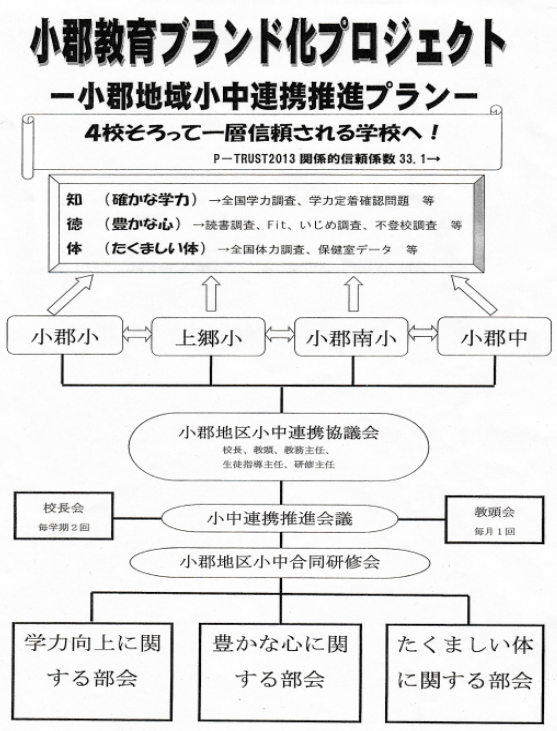 小郡教育ブランド化プロジェクト
ー小郡地域小中連携推進プランー
4校そろって一層信頼される学校へ！
P－TRUST2013 関係的信頼係数 33.1→
知 （確かな学力） →全国学力調査、学力定着確認問題 等
徳 （豊かな心） →読書調査、Fit、いじめ調査、不登校調査 等
体 （たくましい体） →全国体力調査、保健室データ 等
小郡小
上郷小
小郡南小
小郡中
小郡地区小中連携協議会
校長、教頭、教務主任、
生徒指導主任、研修主任
校長会
毎学期２回
小中連携推進会議
教頭会
毎月１回
小郡地区小中合同研修会
学力向上に関
する部会
豊かな心に関
する部会
たくましい体
に関する部会